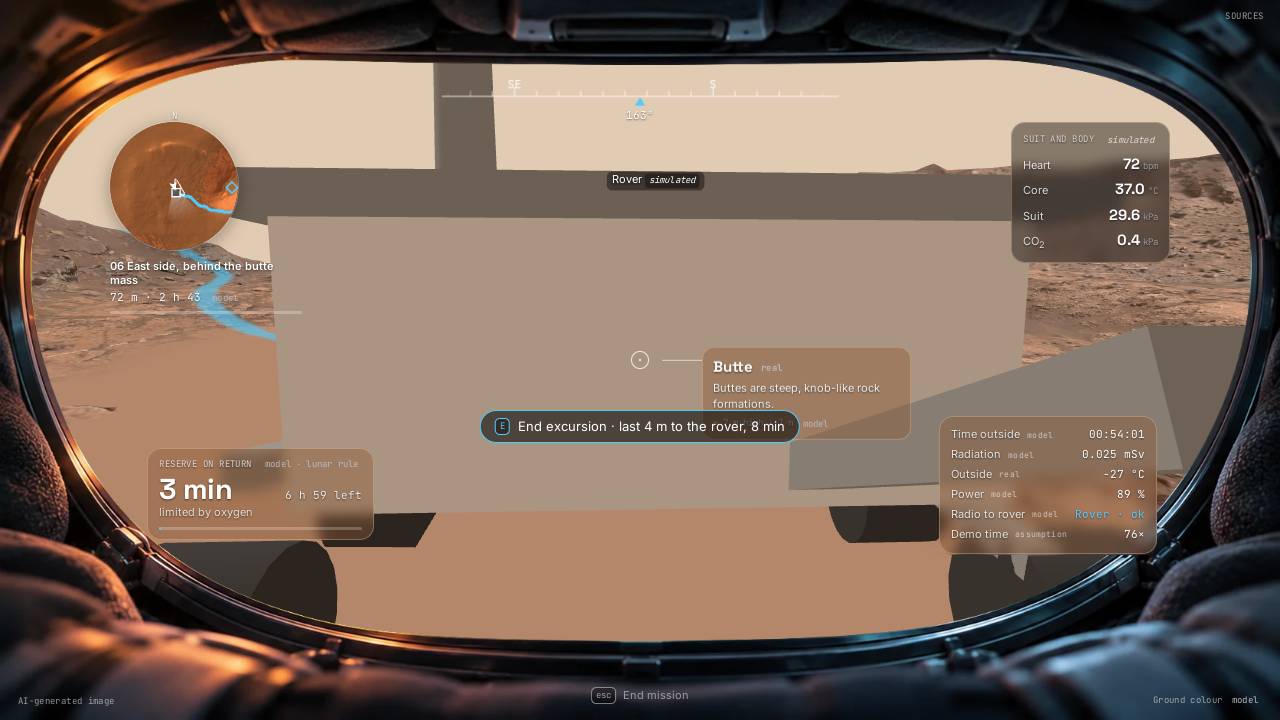 SOURCES
SE S
163°
N
Rover simulated
SUIT AND BODY simulated
Heart 72 bpm
Core 37.0 °C
Suit 29.6 kPa
CO2 0.4 kPa
06 East side, behind the butte
mass
72 m · 2 h 43 model
Butte real
Buttes are steep, knob-like rock
formations.
model
E End excursion · last 4 m to the rover, 8 min
RESERVE ON RETURN model · lunar rule
3 min 6 h 59 left
limited by oxygen
Time outside model 00:54:01
Radiation model 0.025 mSv
Outside real -27 °C
Power model 89 %
Radio to rover model Rover · ok
Demo time assumption 76×
esc End mission
AI-generated image
Ground colour model